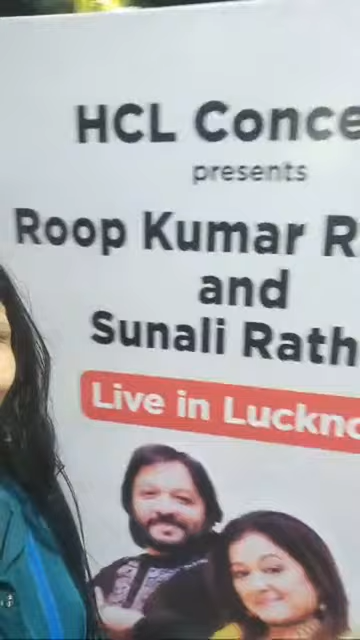 HCL Conce
presents
Roop Kumar R
and
Sunali Rath
Live in Luckno